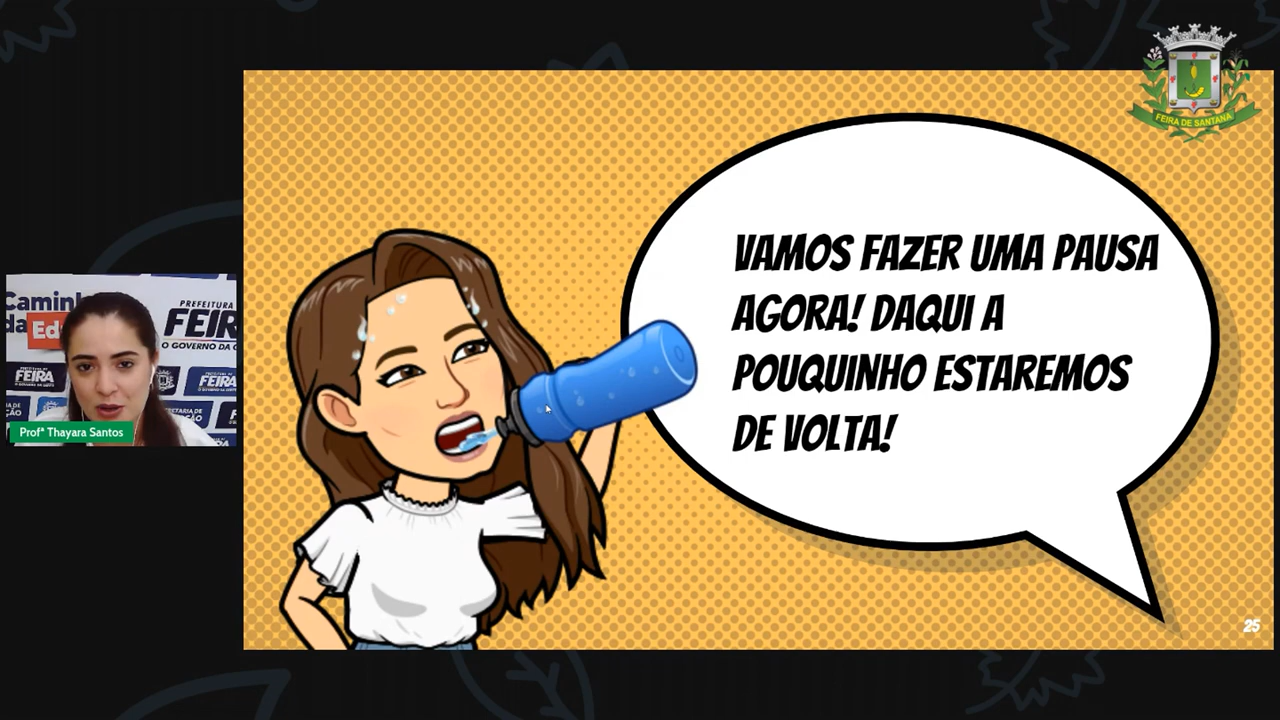 FEIRA DE SANTANA
VAMOS FAZER UMA PAUSA
AGORA! DAQUI A
POUQUINHO ESTAREMOS
DE VOLTA!
PREFEITURA
FEIRA
O GOVERNO DA
FEIRA
FEIRA
Profª Thayara Santos
25